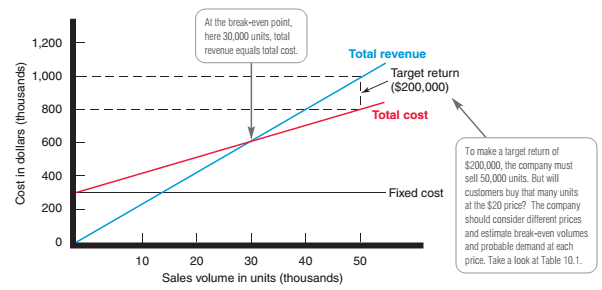 At the break-even point,
here 30,000 units, total
revenue equals total cost.
Cost in dollars (thousands)
1,200
1,000
800
600
400
200
0
Total revenue
Target return
($200,000)
Total cost
Fixed cost
10 20 30 40 50
Sales volume in units (thousands)
To make a target return of
$200,000, the company must
sell 50,000 units. But will
customers buy that many units
at the $20 price? The company
should consider different prices
and estimate break-even volumes
and probable demand at each
price. Take a look at Table 10.1.